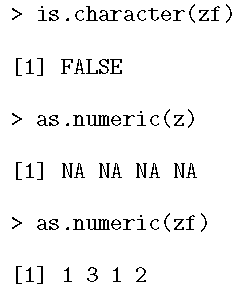 > is.character(zf)
[1] FALSE
> as.numeric(z)
[1] NA NA NA NA
> as.numeric(zf)
[1] 1 3 1 2